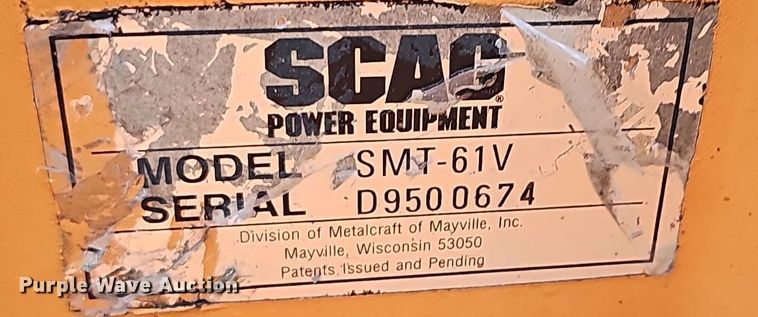 SCAG
®
POWER EQUIPMENT
MODEL SMT-61V
SERIAL D9500674
Division of Metalcraft of Mayville, Inc.
Mayville, Wisconsin 53050
Patents Issued and Pending
Purple Wave Auction